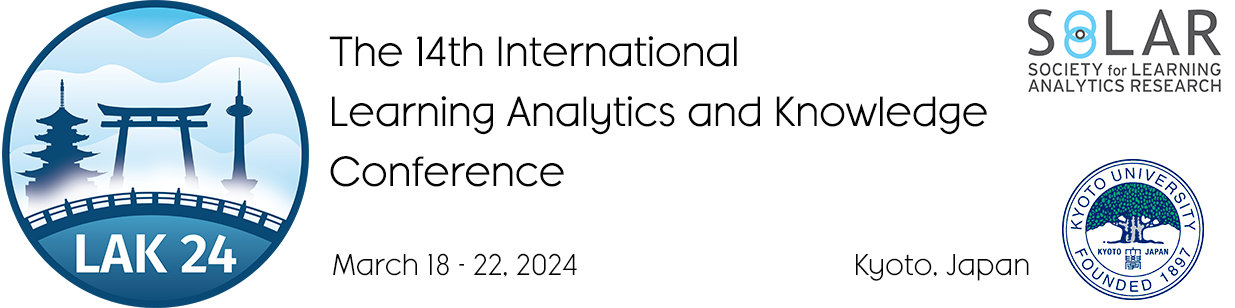 LAK 24
The 14th International
Learning Analytics and Knowledge
Conference
March 18 - 22, 2024
Kyoto, Japan
SOLAR
SOCIETY for LEARNING
ANALYTICS RESEARCH
KYOTO UNIVERSITY
KYOTO JAPAN
FOUNDED 1897